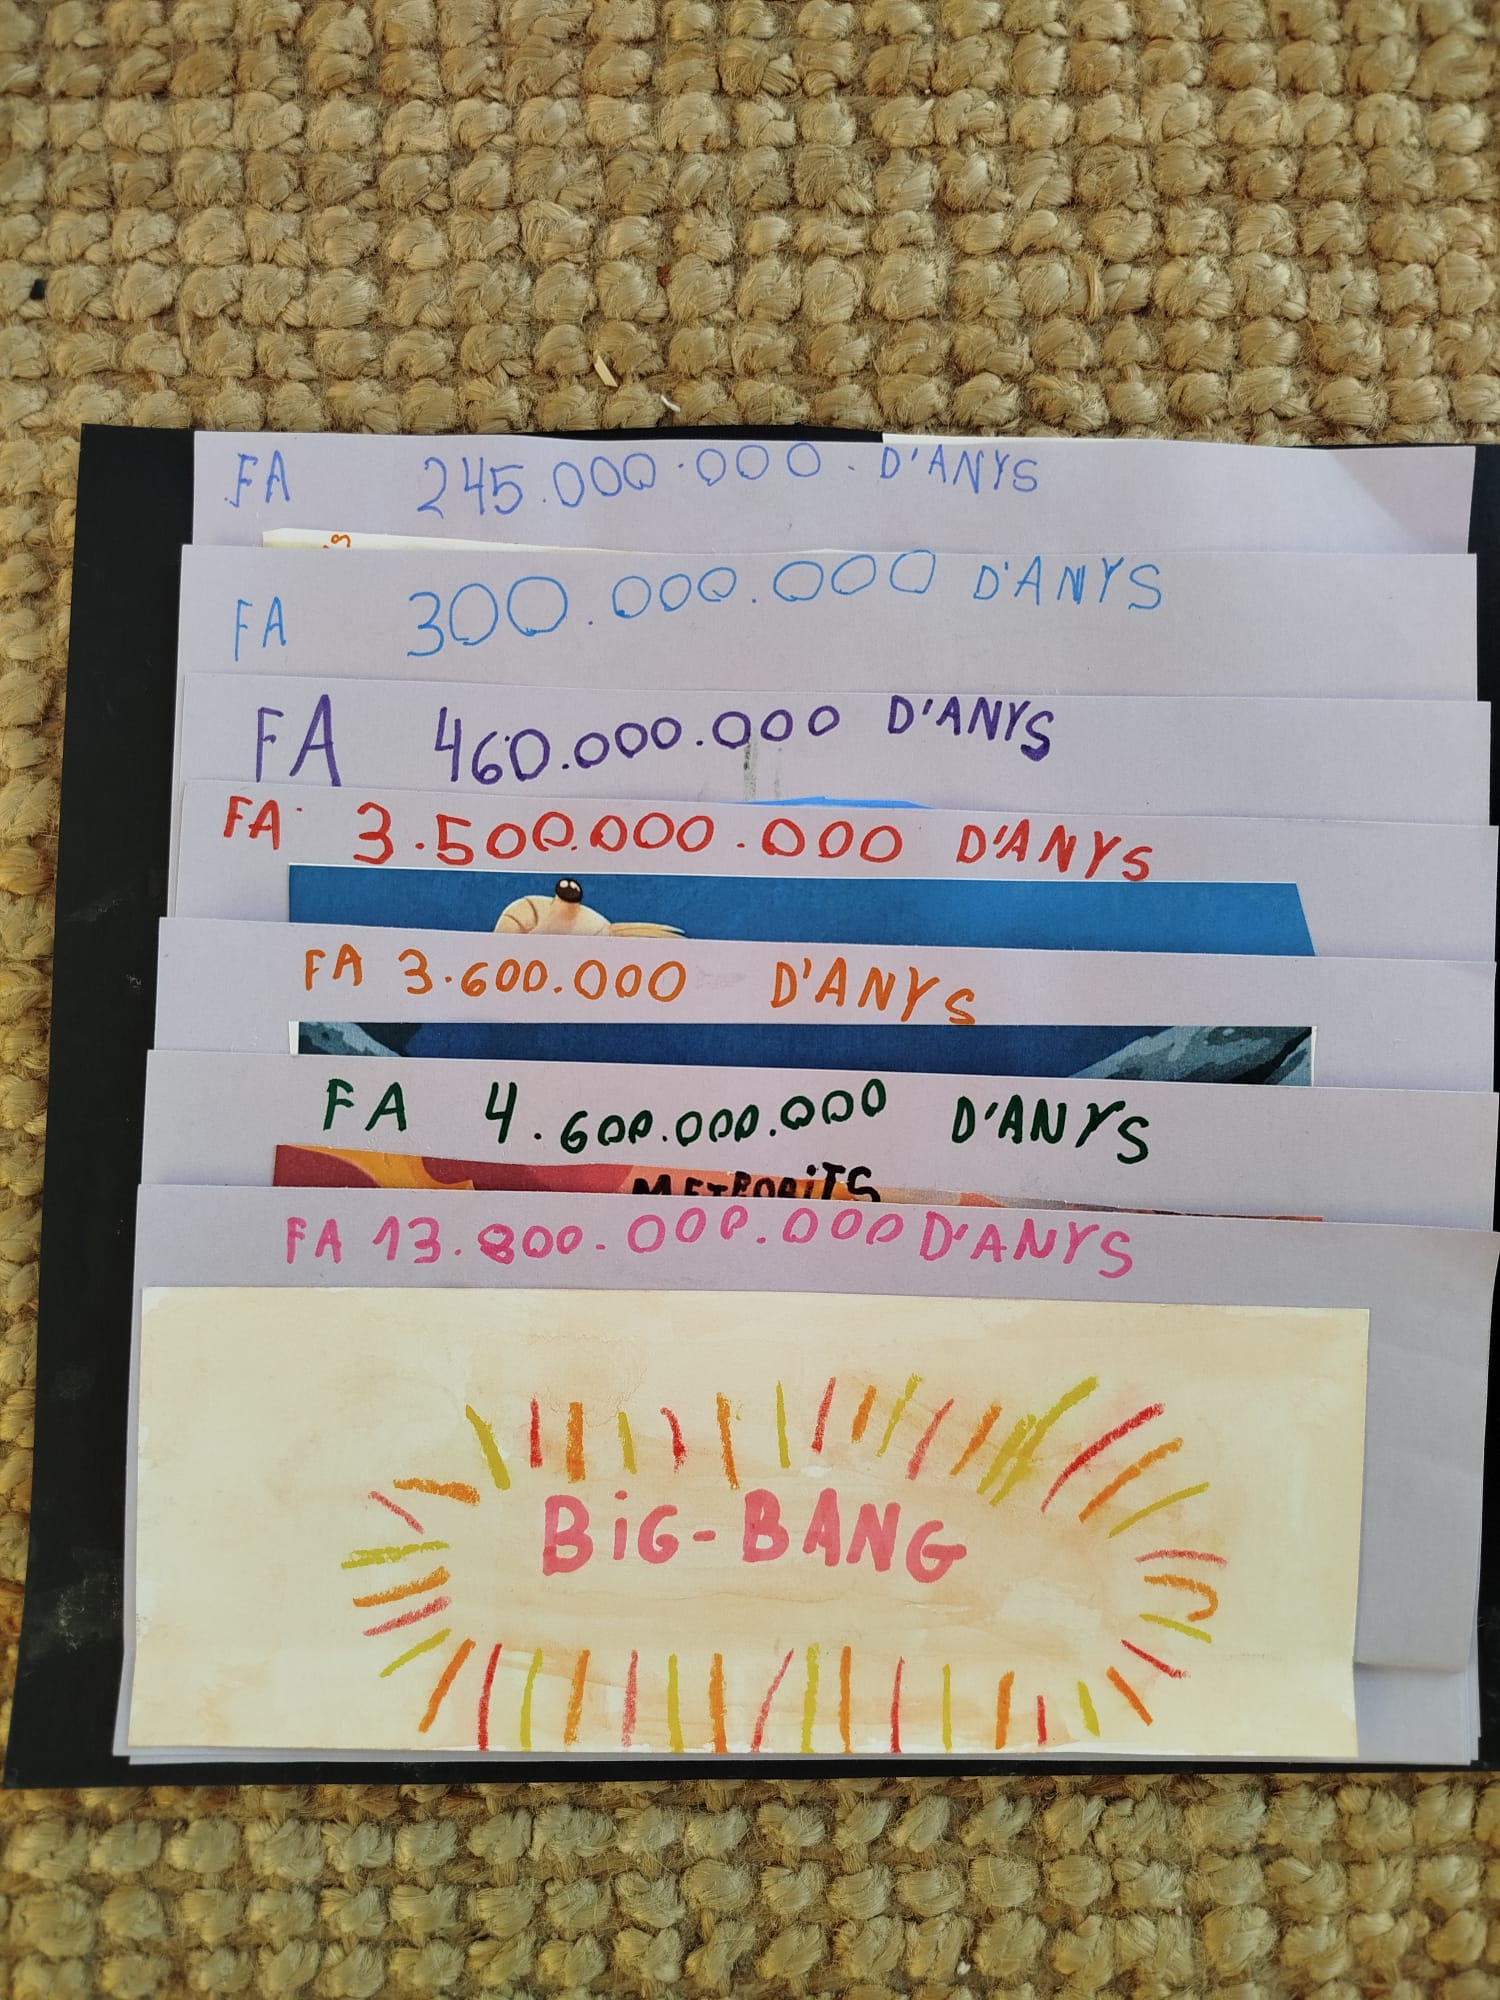 FA 245.000.000. D'ANYS
FA 300.000.000 D'ANYS
FA 460.000.000 D'ANYS
FA 3.500.000.000 D'ANYS
FA 3.600.000 D'ANYS
FA 4.600.000.000 D'ANYS
METEORiTS
FA 13.800.000.000 D'ANYS
BiG-BANG